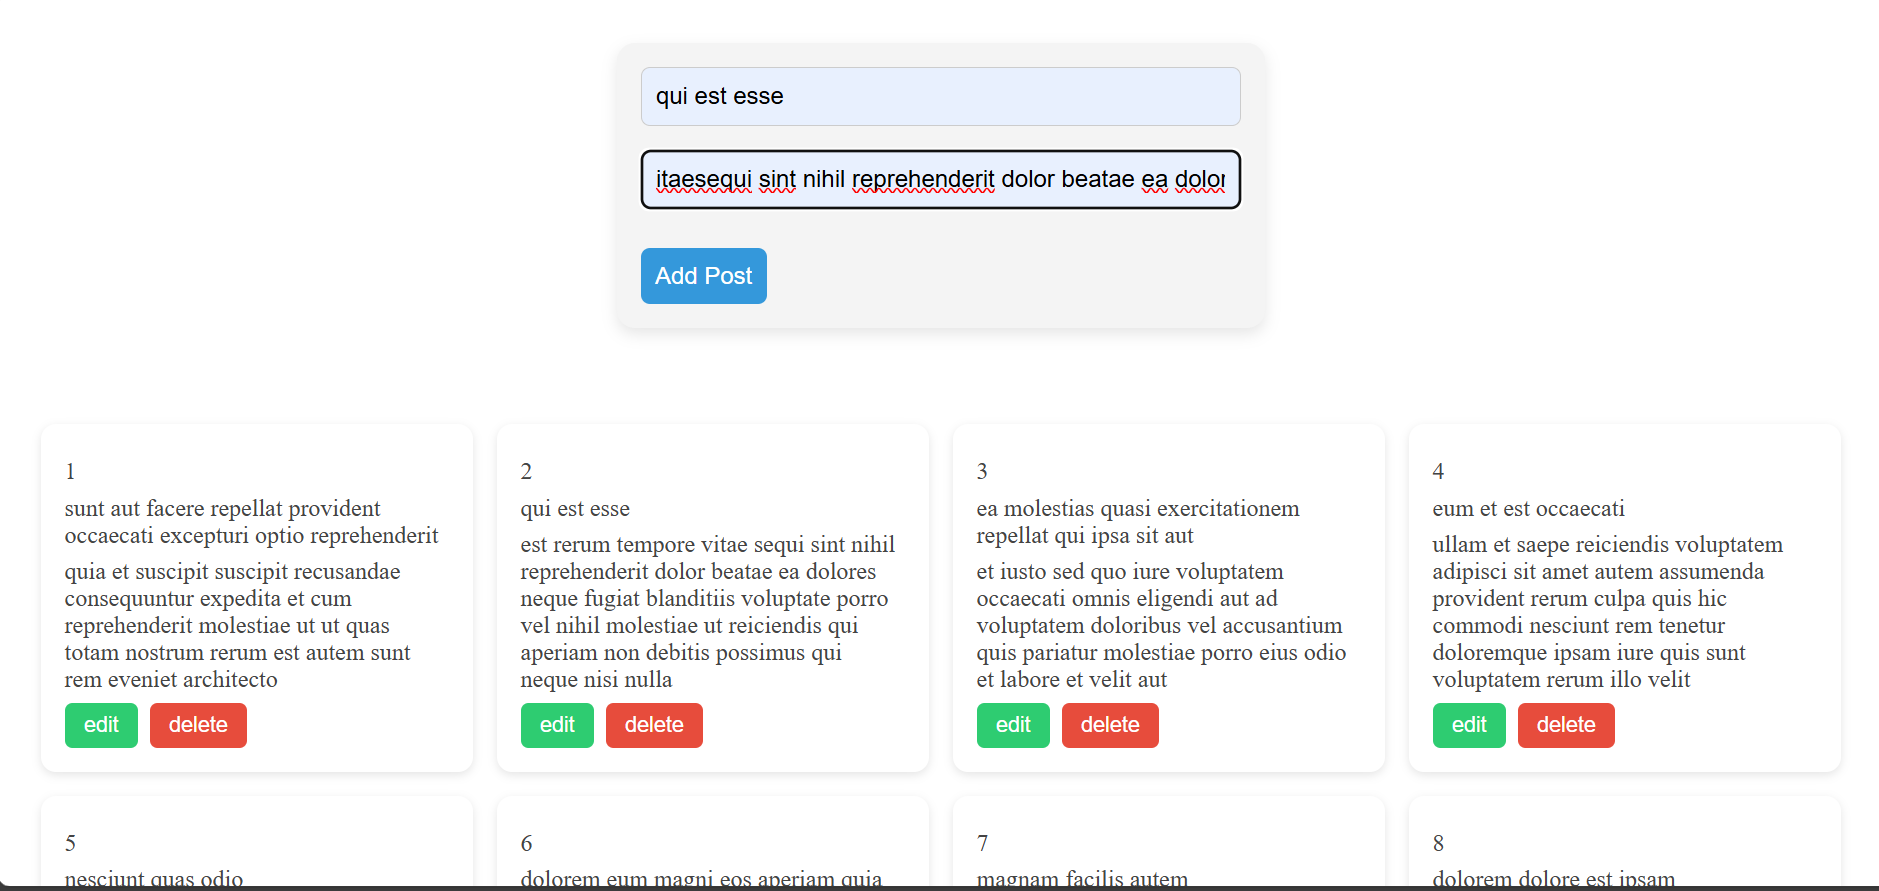 qui est esse
itaesequi sint nihil reprehenderit dolor beatae ea dolor
Add Post
1
sunt aut facere repellat provident
occaecati excepturi optio reprehenderit
quia et suscipit suscipit recusandae
consequuntur expedita et cum
reprehenderit molestiae ut ut quas
totam nostrum rerum est autem sunt
rem eveniet architecto
edit delete
2
qui est esse
est rerum tempore vitae sequi sint nihil
reprehenderit dolor beatae ea dolores
neque fugiat blanditiis voluptate porro
vel nihil molestiae ut reiciendis qui
aperiam non debitis possimus qui
neque nisi nulla
edit delete
3
ea molestias quasi exercitationem
repellat qui ipsa sit aut
et iusto sed quo iure voluptatem
occaecati omnis eligendi aut ad
voluptatem doloribus vel accusantium
quis pariatur molestiae porro eius odio
et labore et velit aut
edit delete
4
eum et est occaecati
ullam et saepe reiciendis voluptatem
adipisci sit amet autem assumenda
provident rerum culpa quis hic
commodi nesciunt rem tenetur
doloremque ipsam iure quis sunt
voluptatem rerum illo velit
edit delete
5
nesciunt quas odio
6
dolorem eum magni eos aperiam quia
7
magnam facilis autem
8
dolorem dolore est ipsam